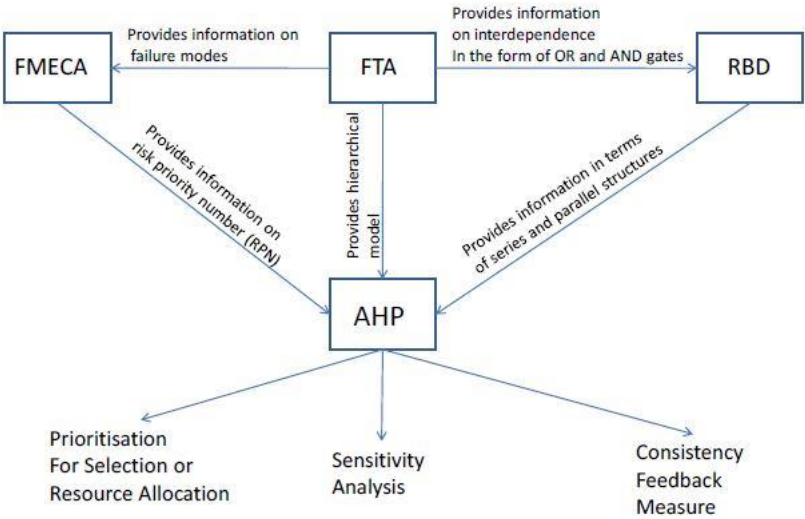 Provides information on
failure modes
Provides information
on interdependence
In the form of OR and AND gates
FMECA
FTA
RBD
Provides information on
risk priority number (RPN)
Provides hierarchical
model
Provides information in terms
of series and parallel structures
AHP
Prioritisation
For Selection or
Resource Allocation
Sensitivity
Analysis
Consistency
Feedback
Measure